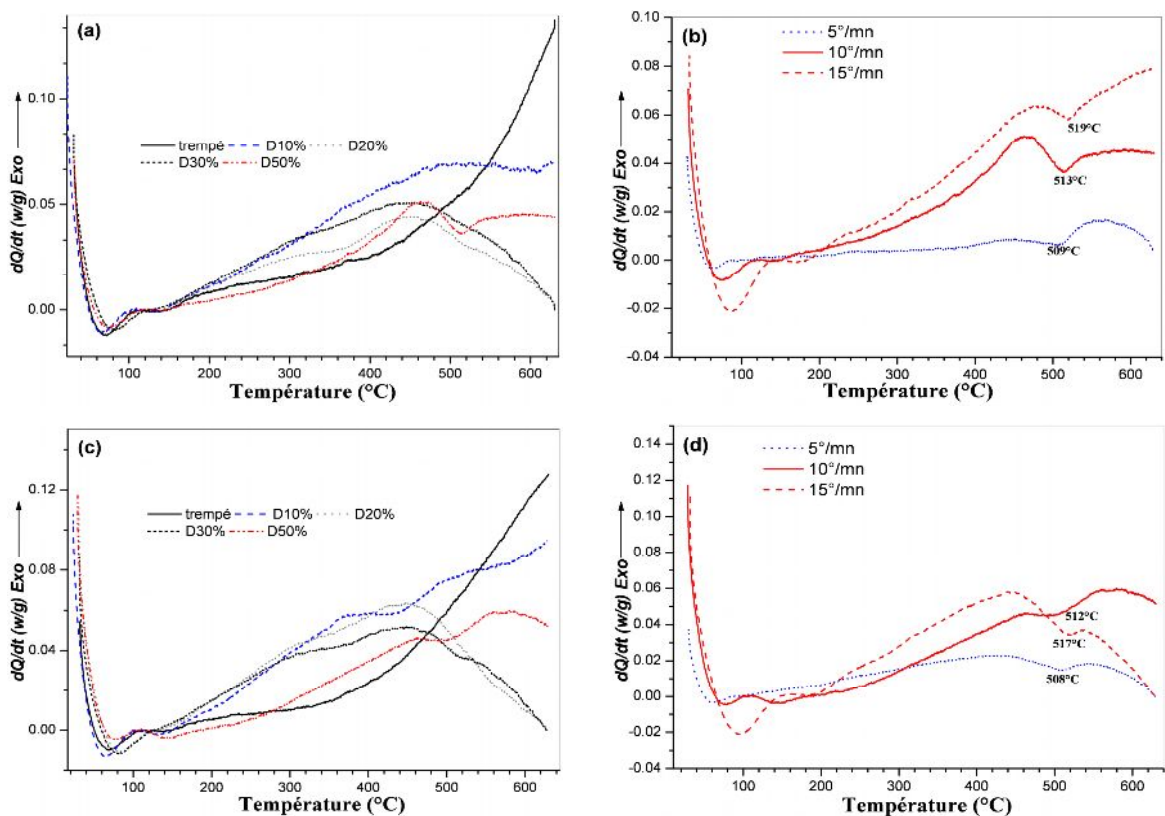 (a)
dQ/dt (w/g) Exo
0.10
0.05
0.00
trempé D10% D20%
D30% D50%
100 200 300 400 500 600
Température (°C)
(b)
dQ/dt (w/g) Exo
0.10
0.08
0.06
0.04
0.02
0.00
-0.02
-0.04
5°/mn
10°/mn
15°/mn
519°C
513°C
509°C
100 200 300 400 500 600
Température (°C)
(c)
dQ/dt (w/g) Exo
0.12
0.08
0.04
0.00
trempé D10% D20%
D30% D50%
100 200 300 400 500 600
Température (°C)
(d)
dQ/dt (w/g) Exo
0.14
0.12
0.10
0.08
0.06
0.04
0.02
0.00
-0.02
-0.04
5°/mn
10°/mn
15°/mn
512°C
517°C
508°C
100 200 300 400 500 600
Température (°C)